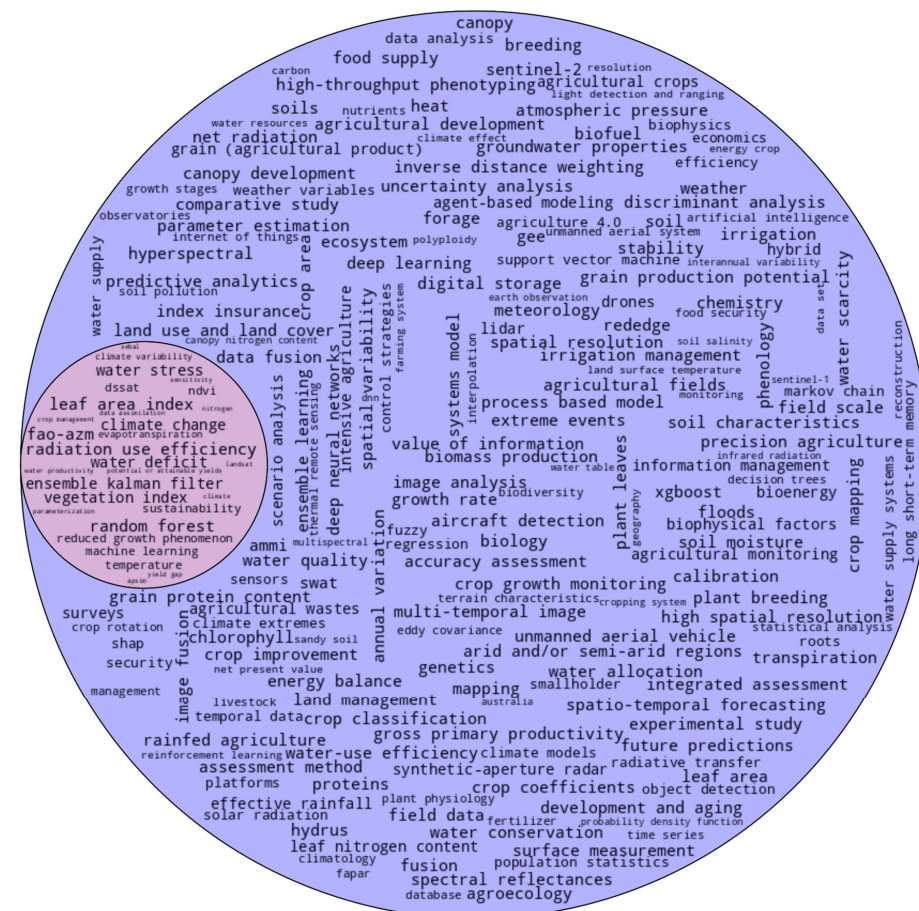 canopy
data analysis
breeding
food supply
carbon
sentinel-2
resolution
high-throughput phenotyping
agricultural crops
light detection and ranging
soils
nutrients
heat
atmospheric pressure
water resources
agricultural development
biophysics
net radiation
climate effect
biofuel
economics
grain (agricultural product)
groundwater properties
energy crop
canopy development
inverse distance weighting
efficiency
growth stages
weather variables
uncertainty analysis
weather
comparative study
agent-based modeling
discriminant analysis
observatories
parameter estimation
forage
agriculture 4.0
soil
artificial intelligence
internet of things
ecosystem
polyploidy
gee
unmanned aerial system
irrigation
hyperspectral
stability
hybrid
water supply
crop area
deep learning
support vector machine
interannual variability
predictive analytics
soil pollution
digital storage
grain production potential
water scarcity
index insurance
earth observation
meteorology
drones
chemistry
food security
data set
land use and land cover
lidar
rededge
canopy nitrogen content
data fusion
spatial resolution
soil salinity
irrigation management
intensive agriculture
spatial variability
control strategies
farming system
systems model
interpolation
phenology
reconstruction
land surface temperature
agricultural fields
monitoring
sentinel-1
markov chain
process based model
field scale
extreme events
soil characteristics
long short-term memory
sebal
climate variability
water stress
sensitivity
dssat
ndvi
leaf area index
nitrogen
data assimilation
crop management
climate change
fao-azm
evapotranspiration
radiation use efficiency
water deficit
landsat
water productivity
potential or attainable yields
ensemble kalman filter
vegetation index
climate
parameterization
sustainability
random forest
reduced growth phenomenon
machine learning
temperature
yield gap
apsim
scenario analysis
ensemble learning
thermal remote sensing
deep neural networks
value of information
biomass production
precision agriculture
infrared radiation
water table
information management
decision trees
image analysis
growth rate
biodiversity
plant leaves
geography
xgboost
bioenergy
crop mapping
water supply systems
floods
aircraft detection
biophysical factors
fuzzy
annual variation
ammi
multispectral
regression
biology
soil moisture
agricultural monitoring
water quality
accuracy assessment
sensors
swat
crop growth monitoring
calibration
grain protein content
terrain characteristics
cropping system
plant breeding
surveys
agricultural wastes
multi-temporal image
high spatial resolution
crop rotation
climate extremes
eddy covariance
statistical analysis
shap
image fusion
chlorophyll
sandy soil
unmanned aerial vehicle
roots
security
crop improvement
arid and/or semi-arid regions
transpiration
net present value
genetics
water allocation
management
energy balance
mapping
smallholder
integrated assessment
livestock
land management
australia
spatio-temporal forecasting
temporal data
crop classification
experimental study
rainfed agriculture
gross primary productivity
future predictions
reinforcement learning
water-use efficiency
climate models
radiative transfer
assessment method
synthetic-aperture radar
leaf area
platforms
proteins
crop coefficients
object detection
effective rainfall
plant physiology
development and aging
solar radiation
field data
fertilizer
probability density function
hydrus
water conservation
time series
leaf nitrogen content
surface measurement
climatology
fusion
population statistics
fapar
spectral reflectances
database
agroecology